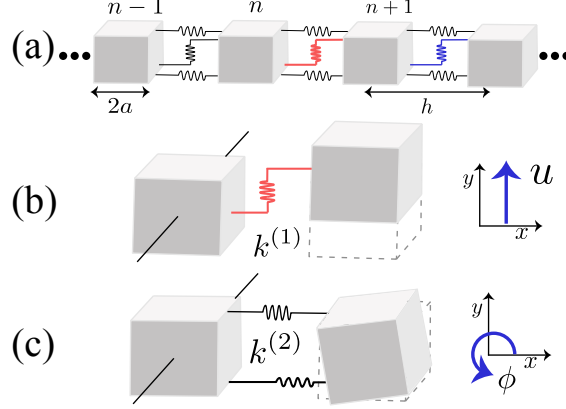 n − 1 n n + 1
(a)
2a h
(b) k^{(1)} y u x
(c) k^{(2)} y x ϕ